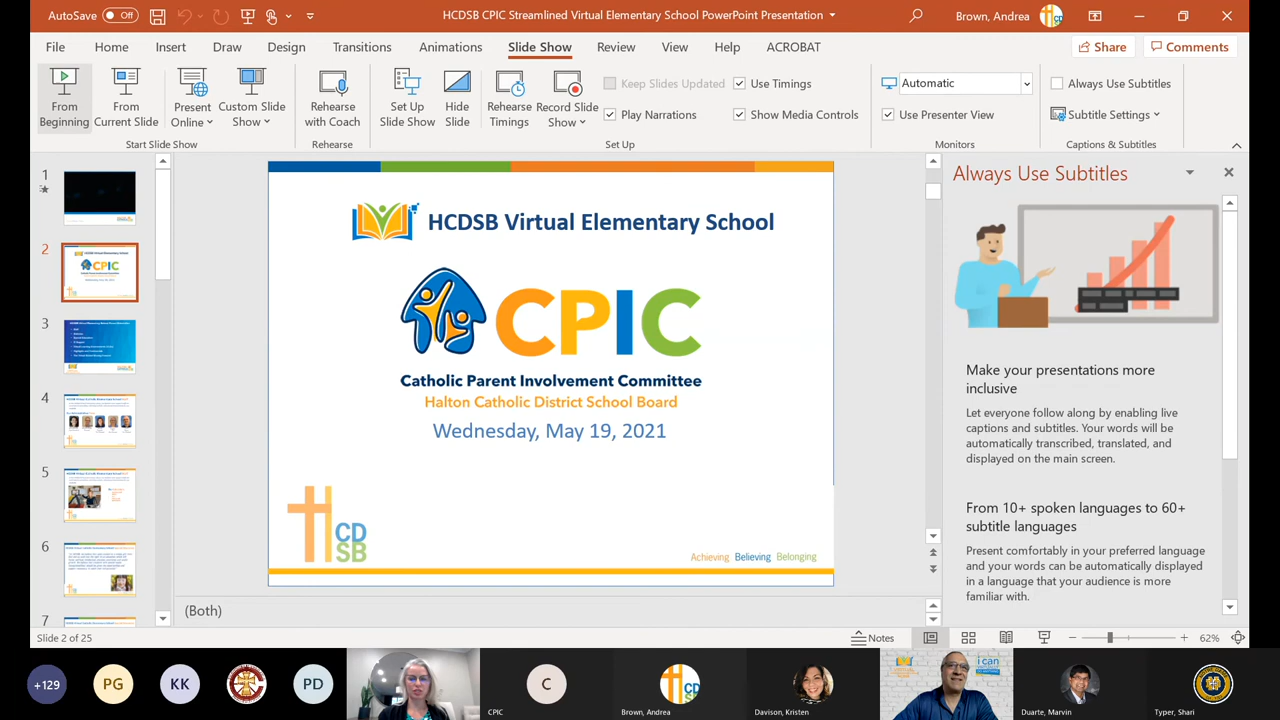 AutoSave Off
HCDSB CPIC Streamlined Virtual Elementary School PowerPoint Presentation
Brown, Andrea
File Home Insert Draw Design Transitions Animations Slide Show Review View Help ACROBAT
Share Comments
From Beginning
From Current Slide
Present Online
Custom Slide Show
Start Slide Show
Rehearse with Coach
Rehearse
Set Up Slide Show
Hide Slide
Rehearse Timings
Record Slide Show
Keep Slides Updated
Play Narrations
Use Timings
Show Media Controls
Set Up
Automatic
Use Presenter View
Monitors
Always Use Subtitles
Subtitle Settings
Captions & Subtitles
1
2
3
4
5
6
7
HCDSB Virtual Elementary School
CPIC
Catholic Parent Involvement Committee
Halton Catholic District School Board
Wednesday, May 19, 2021
CD
SB
Achieving Believing Belonging
(Both)
Always Use Subtitles
Make your presentations more
inclusive
Let everyone follow along by enabling live
captions and subtitles. Your words will be
automatically transcribed, translated, and
displayed on the main screen.
From 10+ spoken languages to 60+
subtitle languages
Present comfortably in your preferred language
and your words can be automatically displayed
in a language that your audience is more
familiar with.
Slide 2 of 25
Notes
62%
+129
PG
KK
PD
C
CPIC
Brown, Andrea
Davison, Kristen
i can
Duarte, Marvin
Typer, Shari